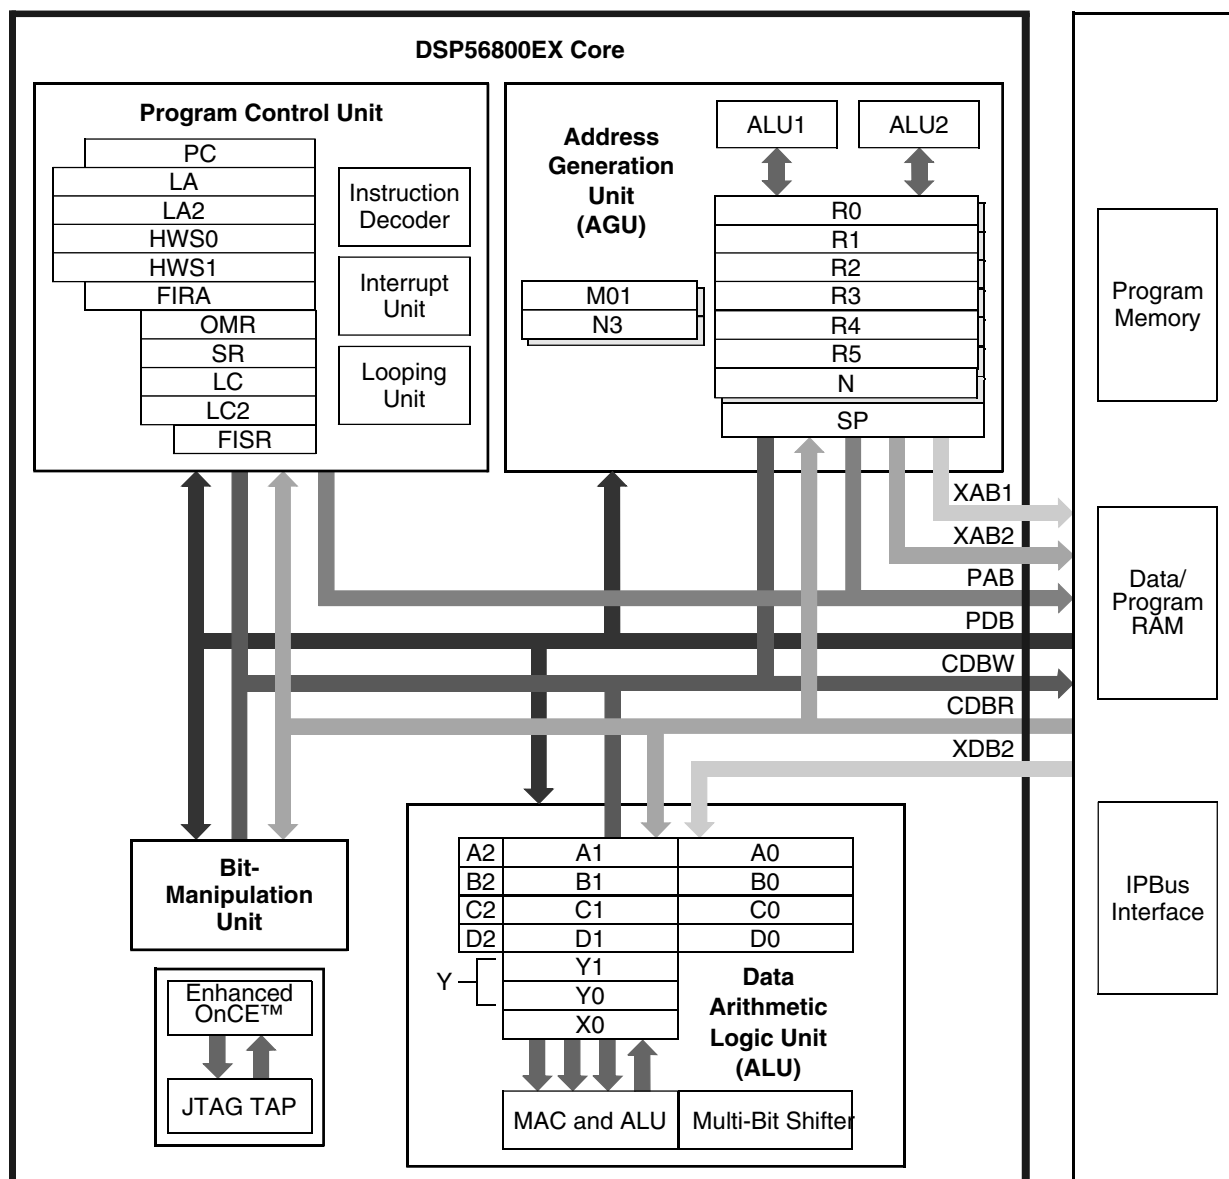 DSP56800EX Core
Program Control Unit
PC
LA
LA2
HWS0
HWS1
FIRA
OMR
SR
LC
LC2
FISR
Instruction
Decoder
Interrupt
Unit
Looping
Unit
Address
Generation
Unit
(AGU)
ALU1
ALU2
M01
N3
R0
R1
R2
R3
R4
R5
N
SP
XAB1
XAB2
PAB
PDB
CDBW
CDBR
XDB2
Program
Memory
Data/
Program
RAM
IPBus
Interface
Bit-
Manipulation
Unit
Enhanced
OnCE™
JTAG TAP
A2 A1 A0
B2 B1 B0
C2 C1 C0
D2 D1 D0
Y
Y1
Y0
X0
Data
Arithmetic
Logic Unit
(ALU)
MAC and ALU
Multi-Bit Shifter